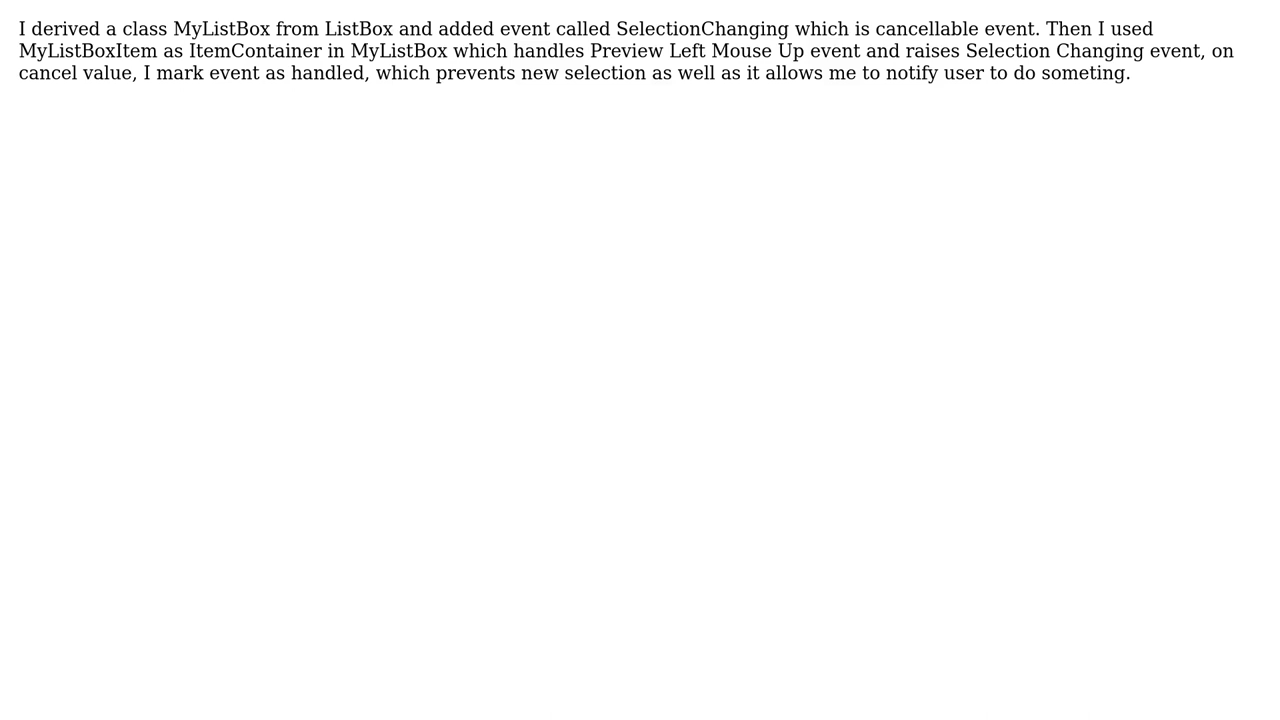 I derived a class MyListBox from ListBox and added event called SelectionChanging which is cancellable event. Then I used
MyListBoxItem as ItemContainer in MyListBox which handles Preview Left Mouse Up event and raises Selection Changing event, on
cancel value, I mark event as handled, which prevents new selection as well as it allows me to notify user to do someting.